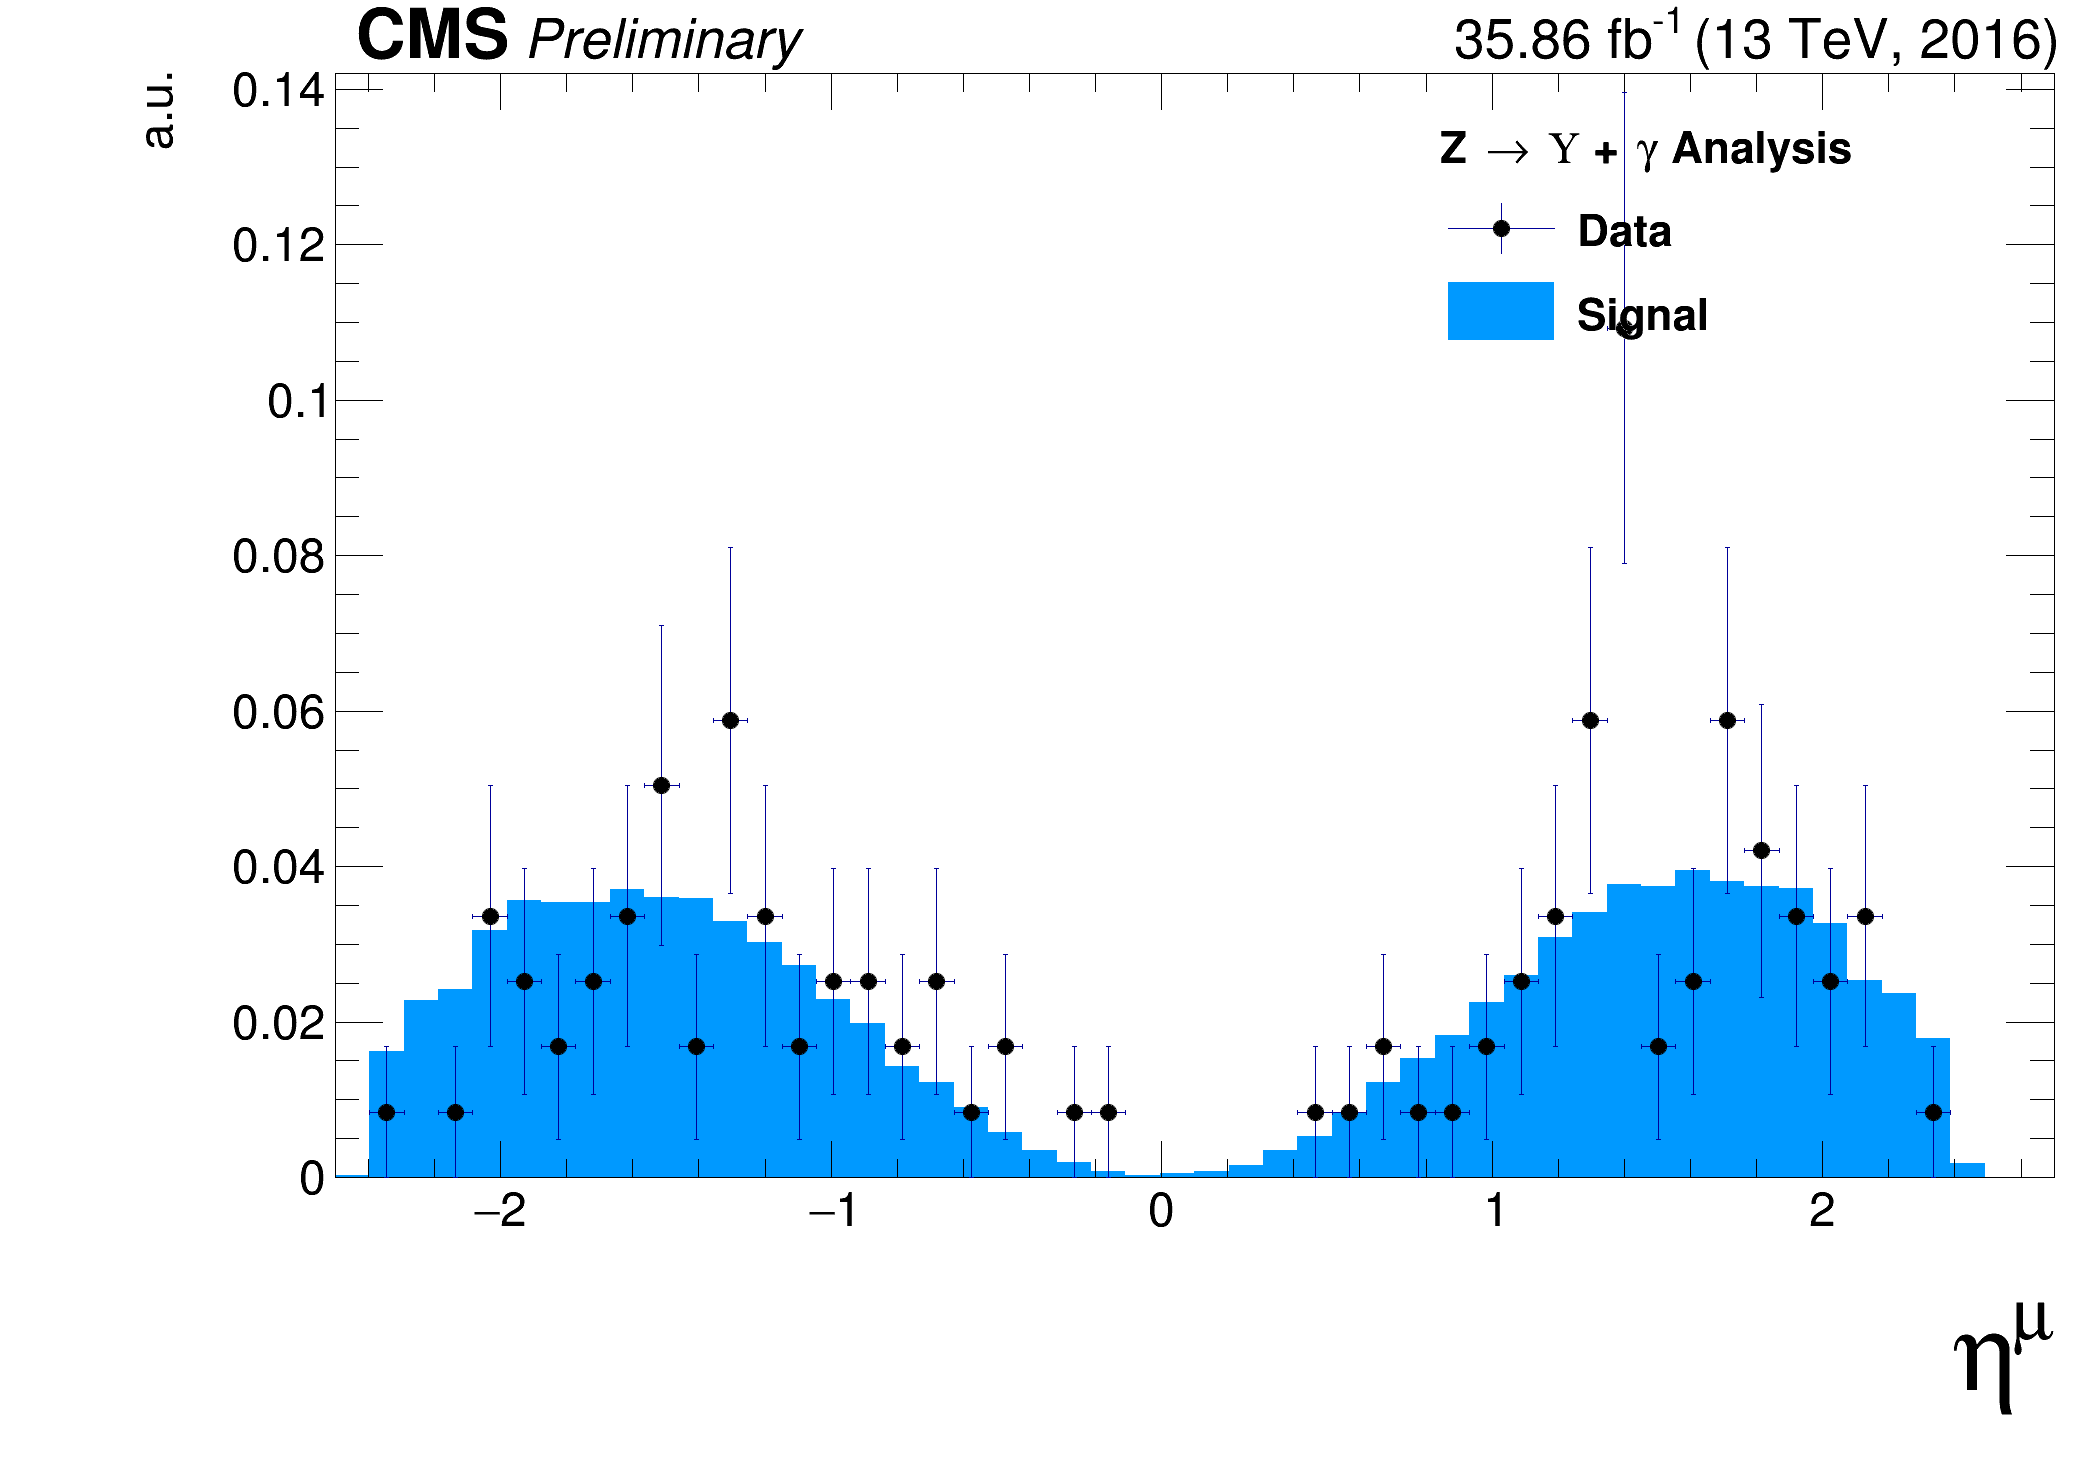 CMS Preliminary 35.86 fb⁻¹ (13 TeV, 2016)
a.u.
Z → Υ + γ Analysis
Data
Signal
0.14
0.12
0.1
0.08
0.06
0.04
0.02
0
−2 −1 0 1 2
η^μ